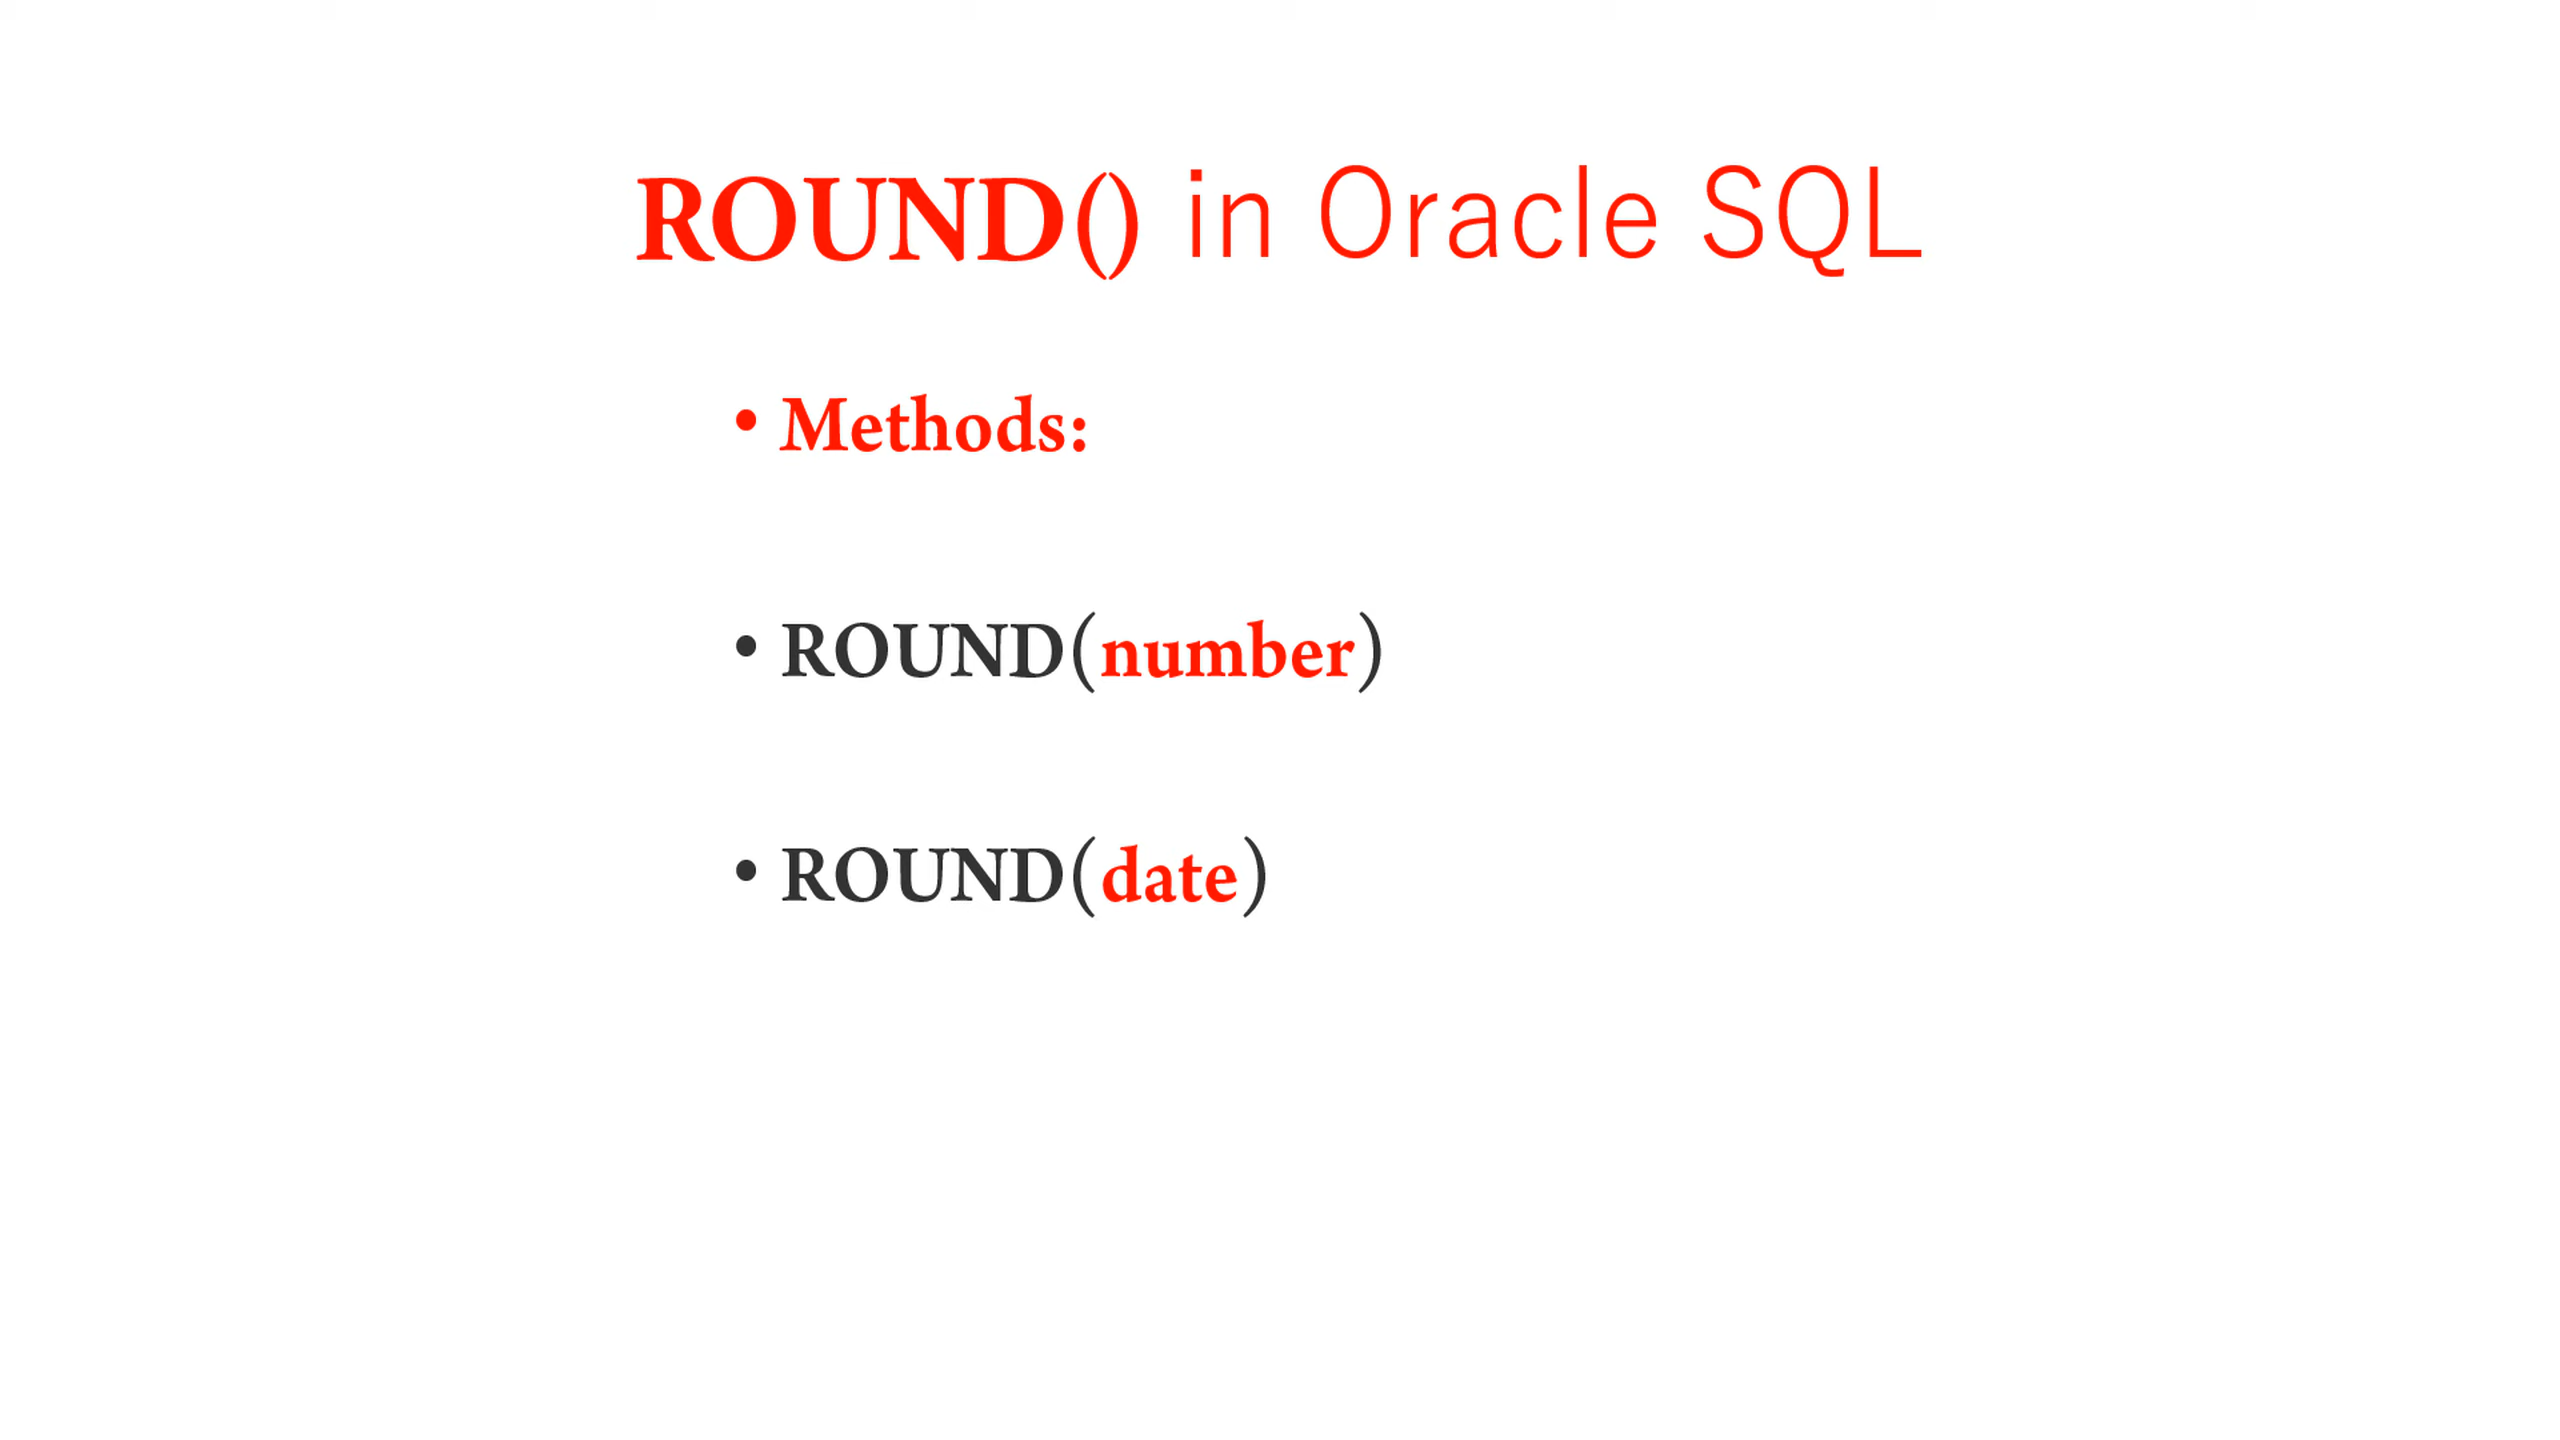 ROUND() in Oracle SQL
• Methods:
• ROUND(number)
• ROUND(date)